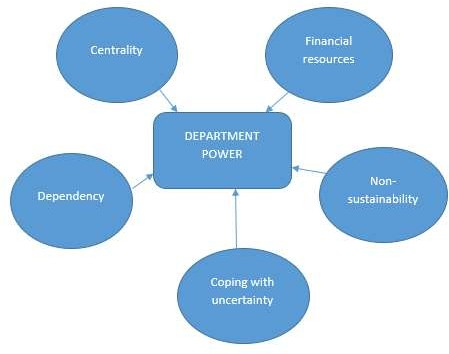 Centrality
Financial
resources
DEPARTMENT
POWER
Dependency
Non-
sustainability
Coping with
uncertainty